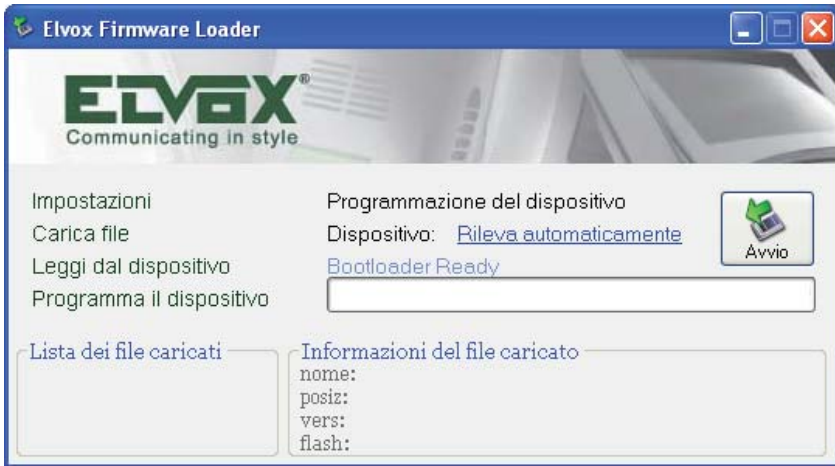 Elvox Firmware Loader
ELVOX®
Communicating in style
Impostazioni
Carica file
Leggi dal dispositivo
Programma il dispositivo
Programmazione del dispositivo
Dispositivo: Rileva automaticamente
Bootloader Ready
Avvio
Lista dei file caricati
Informazioni del file caricato
nome:
posiz:
vers:
flash: